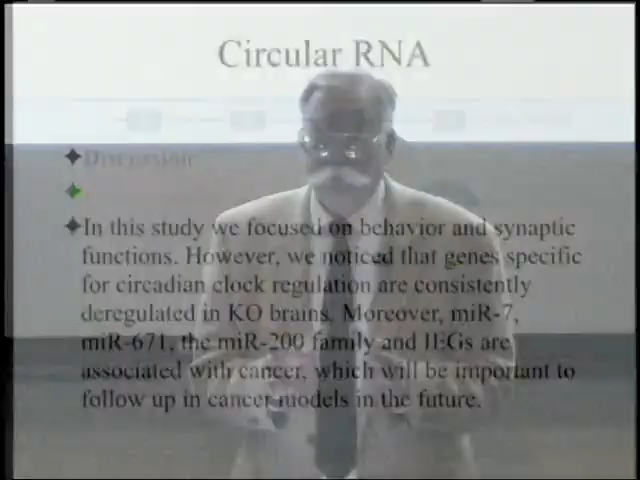 Circular RNA
Discussion
In this study we focused on behavior and synaptic
functions. However, we noticed that genes specific
for circadian clock regulation are consistently
deregulated in KO brains. Moreover, miR-7,
miR-671, the miR-200 family and IEGs are
associated with cancer, which will be important to
follow up in cancer models in the future.